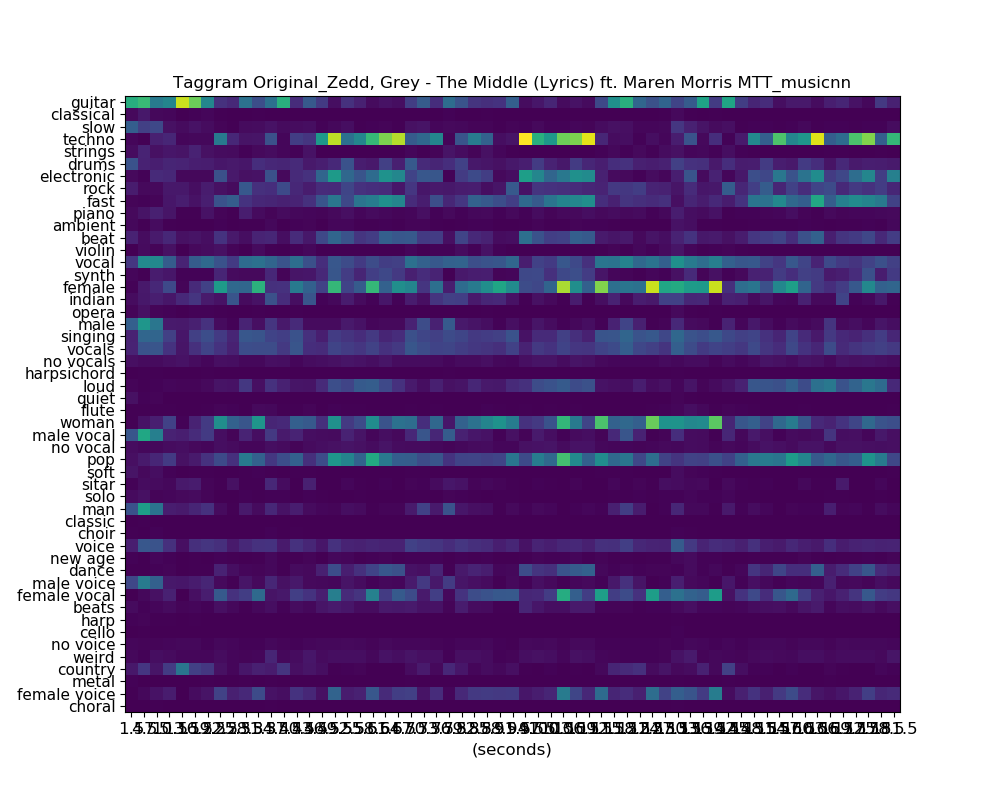 Taggram Original_Zedd, Grey - The Middle (Lyrics) ft. Maren Morris MTT_musicnn
guitar
classical
slow
techno
strings
drums
electronic
rock
fast
piano
ambient
beat
violin
vocal
synth
female
indian
opera
male
singing
vocals
no vocals
harpsichord
loud
quiet
flute
woman
male vocal
no vocal
pop
soft
sitar
solo
man
classic
choir
voice
new age
dance
male voice
female vocal
beats
harp
cello
no voice
weird
country
metal
female voice
choral
(seconds)